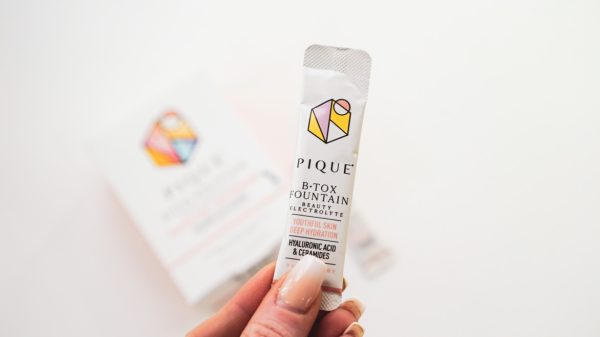 PIQUE
B·TOX
FOUNTAIN
BEAUTY
ELECTROLYTE
YOUTHFUL SKIN
DEEP HYDRATION
HYALURONIC ACID
& CERAMIDES
PIQUE